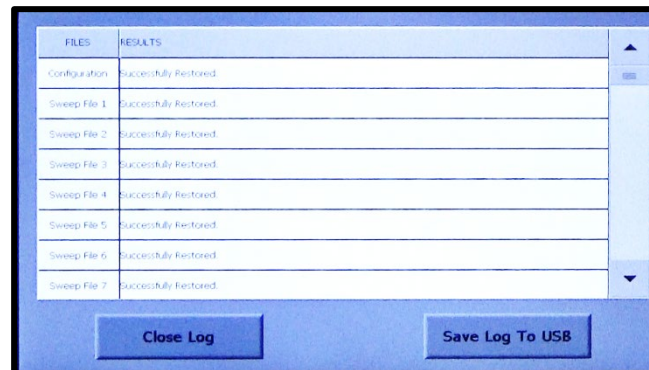 FILES RESULTS
Configuration Successfully Restored.
Sweep File 1 Successfully Restored.
Sweep File 2 Successfully Restored.
Sweep File 3 Successfully Restored.
Sweep File 4 Successfully Restored.
Sweep File 5 Successfully Restored.
Sweep File 6 Successfully Restored.
Sweep File 7 Successfully Restored.
Close Log Save Log To USB